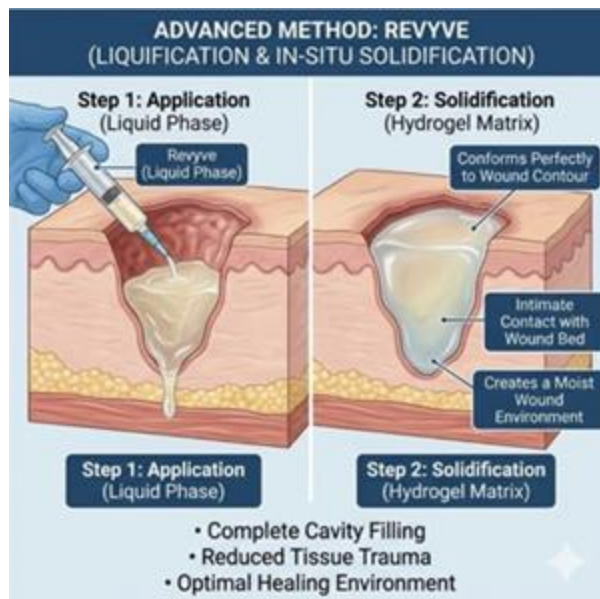 ADVANCED METHOD: REVYVE
(LIQUIFICATION & IN-SITU SOLIDIFICATION)
Step 1: Application
(Liquid Phase)
Revyve
(Liquid Phase)
Step 2: Solidification
(Hydrogel Matrix)
Conforms Perfectly
to Wound Contour
Intimate
Contact with
Wound Bed
Creates a Moist
Wound
Environment
Step 1: Application
(Liquid Phase)
Step 2: Solidification
(Hydrogel Matrix)
• Complete Cavity Filling
• Reduced Tissue Trauma
• Optimal Healing Environment